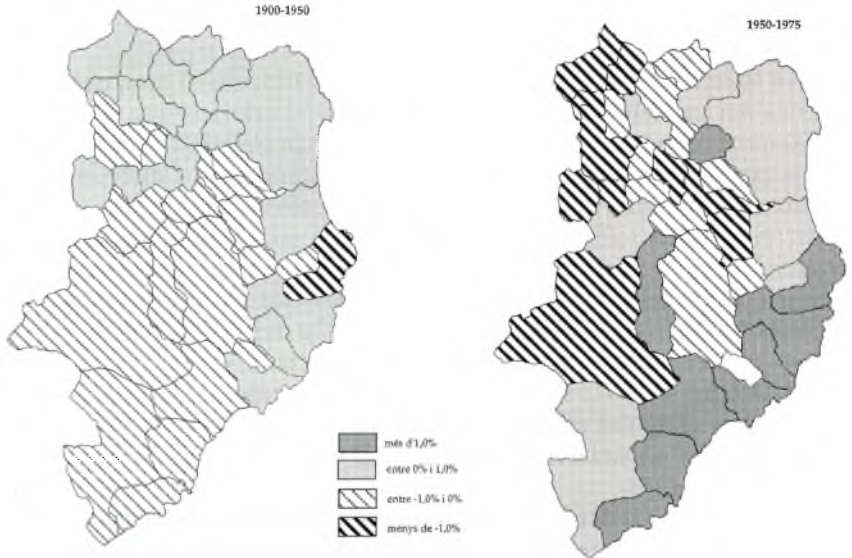 1900-1950
1950-1975
més d'1,0%
entre 0% i 1,0%
entre -1,0% i 0%
menys de -1,0%